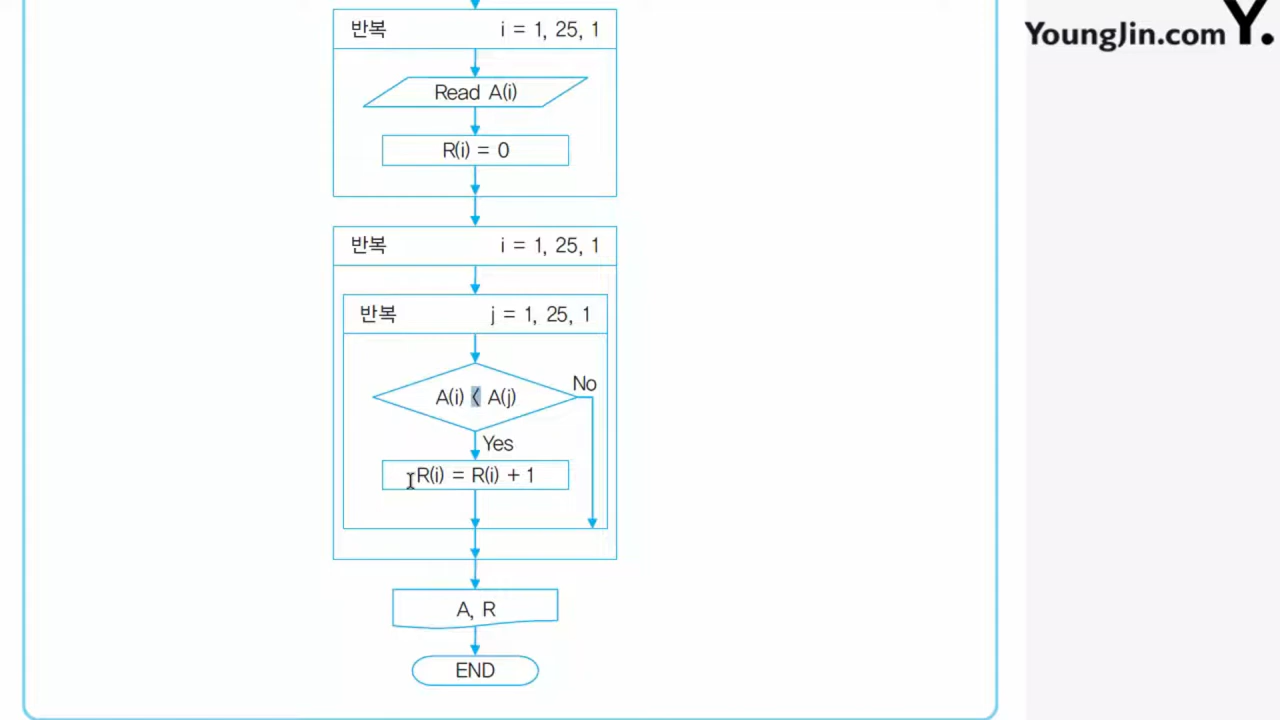 반복 i = 1, 25, 1
YoungJin.com Y.
Read A(i)
R(i) = 0
반복 i = 1, 25, 1
반복 j = 1, 25, 1
No
A(i) < A(j)
Yes
R(i) = R(i) + 1
A, R
END